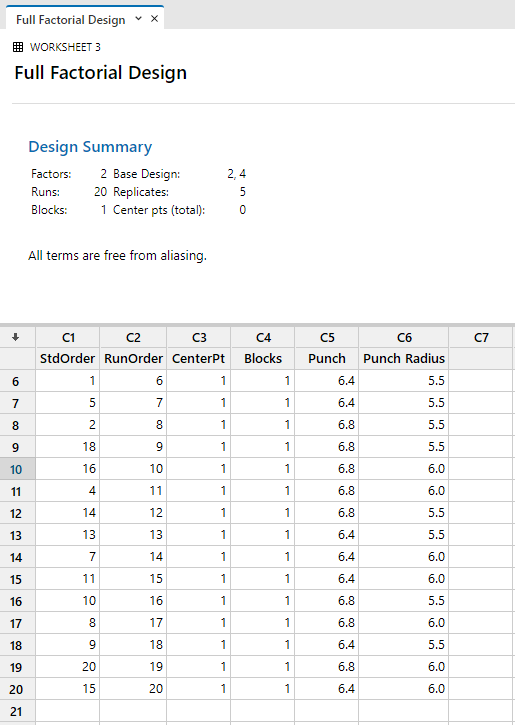 Full Factorial Design
WORKSHEET 3
Full Factorial Design
Design Summary
Factors: 2 Base Design: 2, 4
Runs: 20 Replicates: 5
Blocks: 1 Center pts (total): 0
All terms are free from aliasing.
C1 C2 C3 C4 C5 C6 C7
StdOrder RunOrder CenterPt Blocks Punch Punch Radius
6 1 6 1 1 6.4 5.5
7 5 7 1 1 6.4 5.5
8 2 8 1 1 6.8 5.5
9 18 9 1 1 6.8 5.5
10 16 10 1 1 6.8 6.0
11 4 11 1 1 6.8 6.0
12 14 12 1 1 6.8 5.5
13 13 13 1 1 6.4 5.5
14 7 14 1 1 6.4 6.0
15 11 15 1 1 6.4 6.0
16 10 16 1 1 6.8 5.5
17 8 17 1 1 6.8 6.0
18 9 18 1 1 6.4 5.5
19 20 19 1 1 6.8 6.0
20 15 20 1 1 6.4 6.0
21